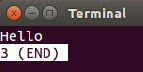 Terminal
Hello
3 (END)